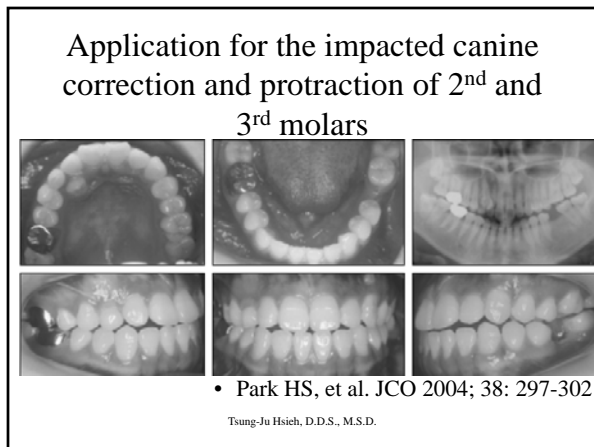 Application for the impacted canine
correction and protraction of 2nd and
3rd molars
• Park HS, et al. JCO 2004; 38: 297-302
Tsung-Ju Hsieh, D.D.S., M.S.D.